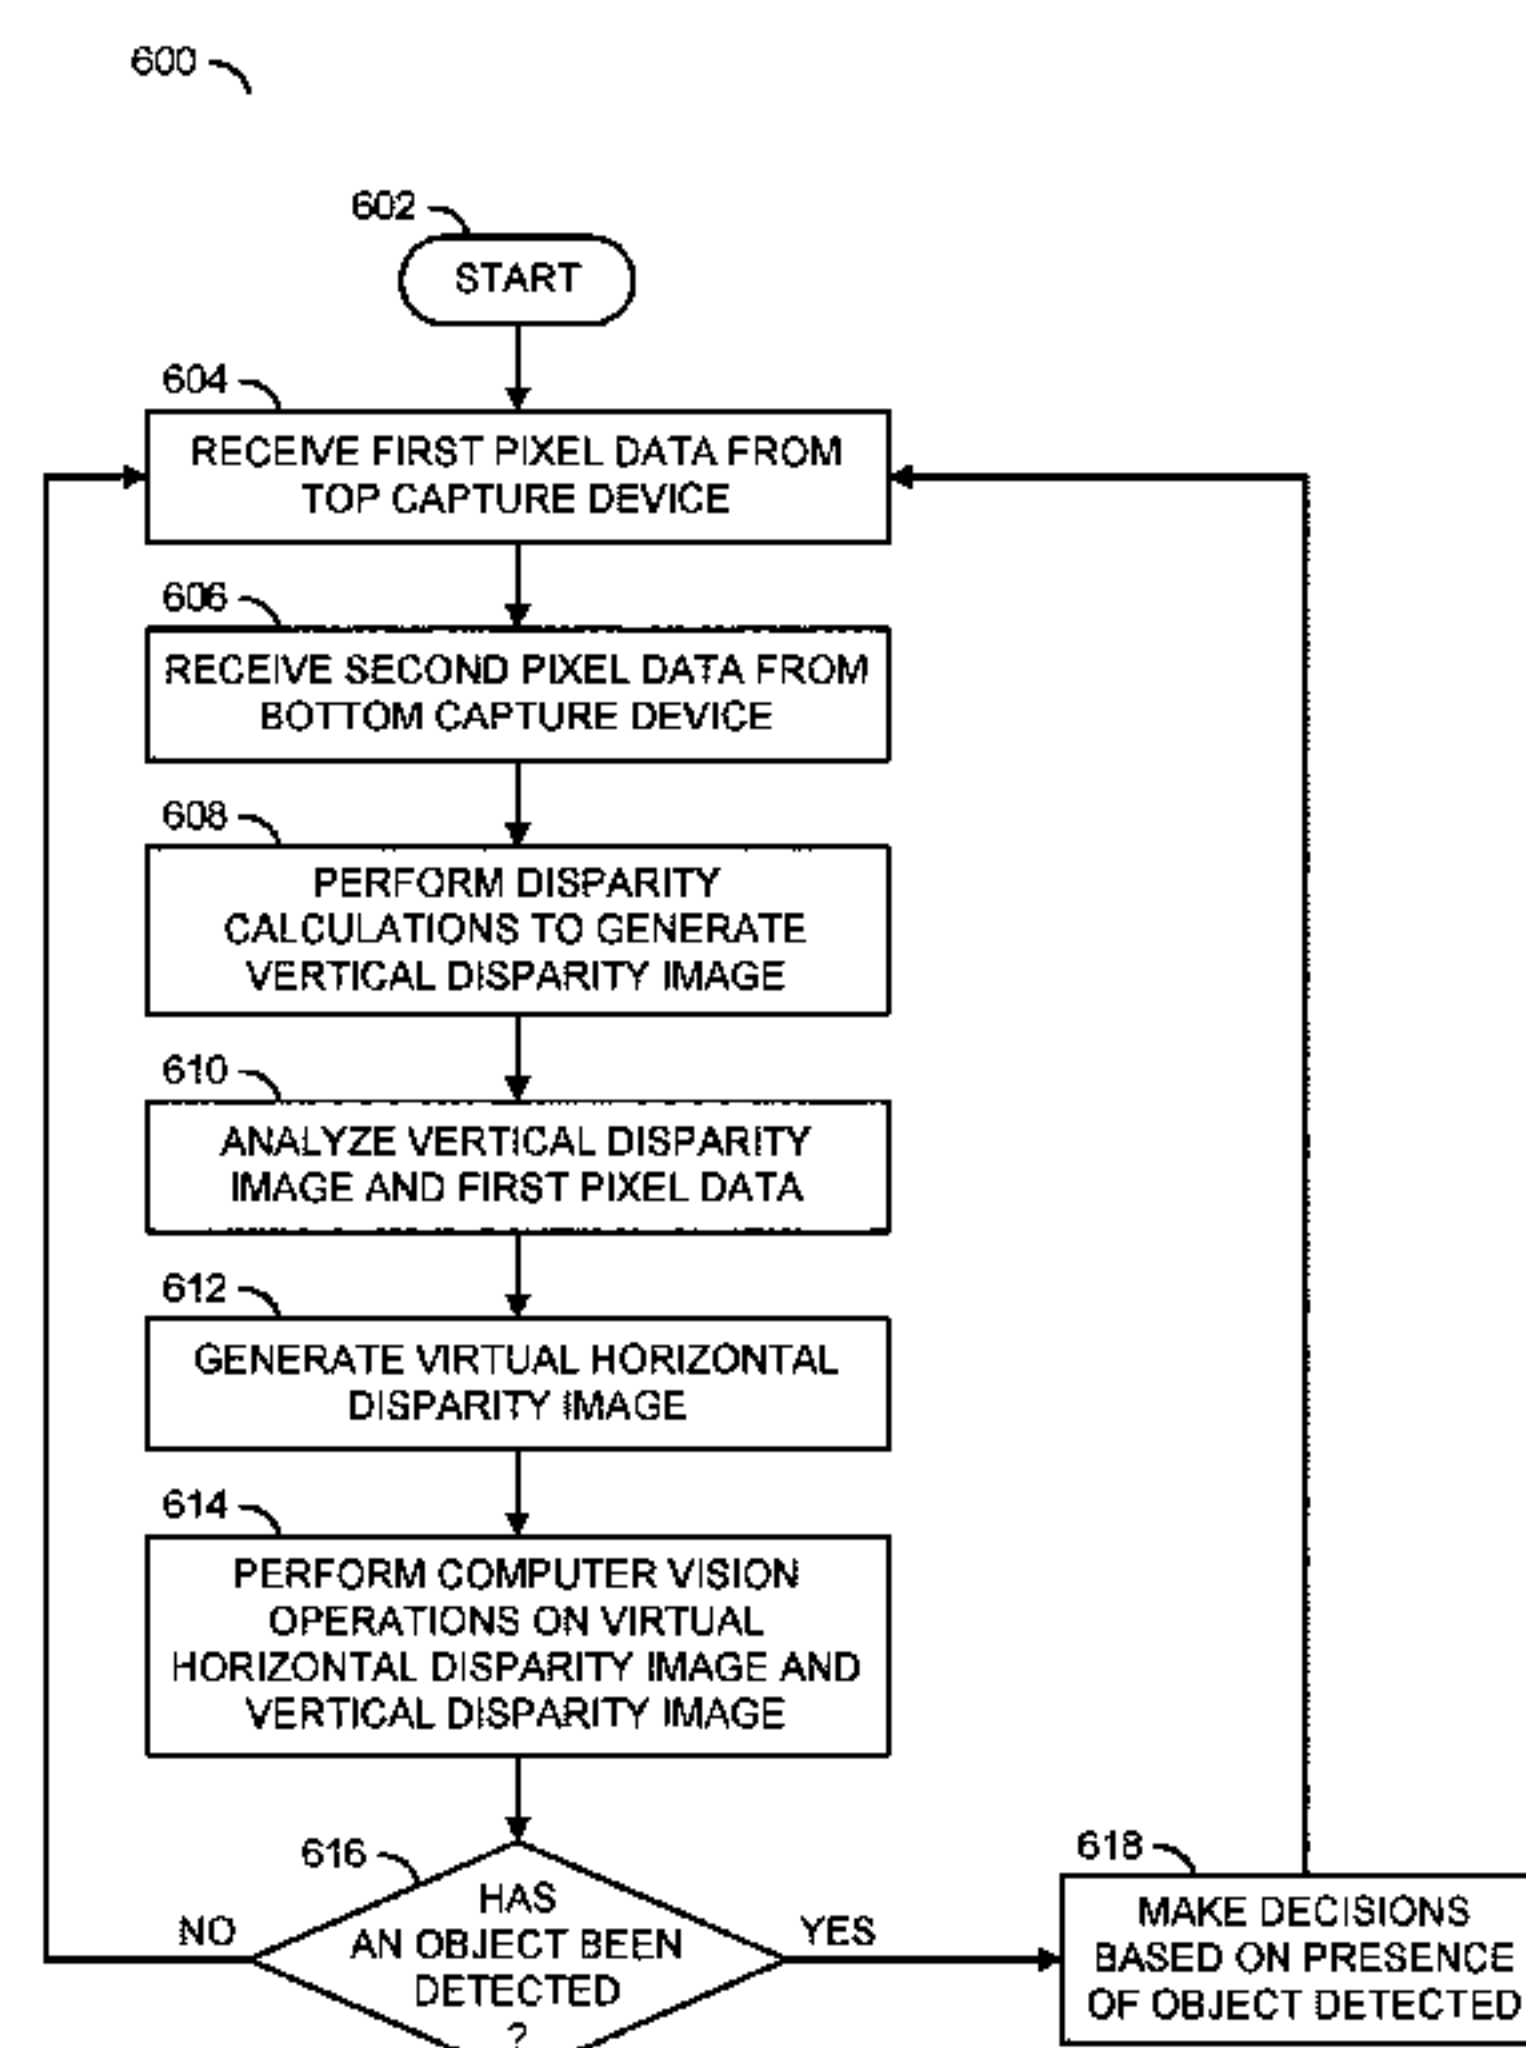 600
602
START
604
RECEIVE FIRST PIXEL DATA FROM
TOP CAPTURE DEVICE
606
RECEIVE SECOND PIXEL DATA FROM
BOTTOM CAPTURE DEVICE
608
PERFORM DISPARITY
CALCULATIONS TO GENERATE
VERTICAL DISPARITY IMAGE
610
ANALYZE VERTICAL DISPARITY
IMAGE AND FIRST PIXEL DATA
612
GENERATE VIRTUAL HORIZONTAL
DISPARITY IMAGE
614
PERFORM COMPUTER VISION
OPERATIONS ON VIRTUAL
HORIZONTAL DISPARITY IMAGE AND
VERTICAL DISPARITY IMAGE
616
HAS
AN OBJECT BEEN
DETECTED
?
NO
YES
618
MAKE DECISIONS
BASED ON PRESENCE
OF OBJECT DETECTED